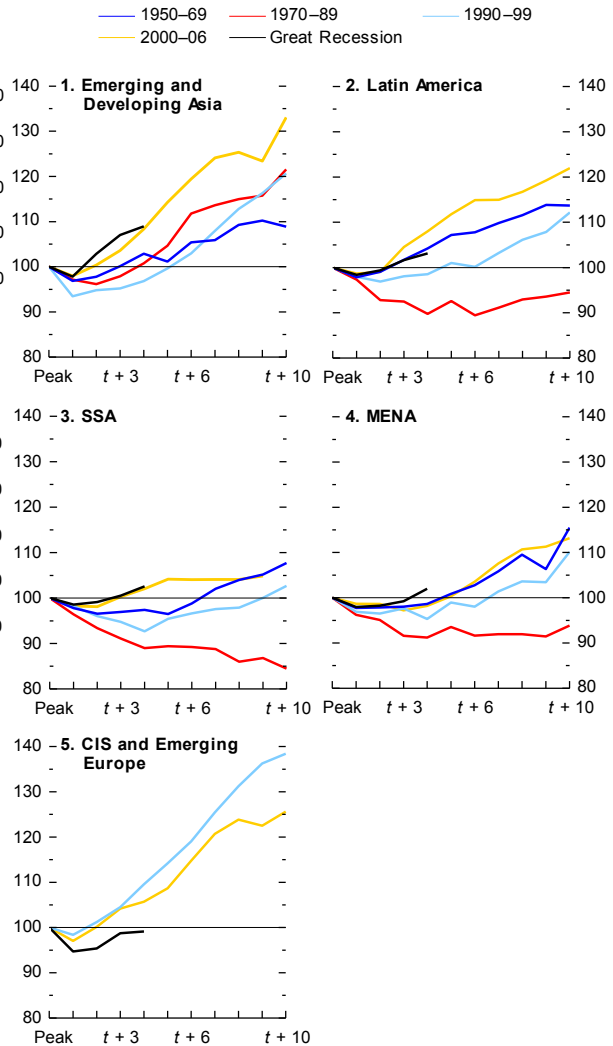 1950–69
1970–89
1990–99
2000–06
Great Recession
1. Emerging and
Developing Asia
140
130
120
110
100
90
80
Peak
t + 3
t + 6
t + 10
2. Latin America
140
130
120
110
100
90
80
Peak
t + 3
t + 6
t + 10
3. SSA
140
130
120
110
100
90
80
Peak
t + 3
t + 6
t + 10
4. MENA
140
130
120
110
100
90
80
Peak
t + 3
t + 6
t + 10
5. CIS and Emerging
Europe
140
130
120
110
100
90
80
Peak
t + 3
t + 6
t + 10